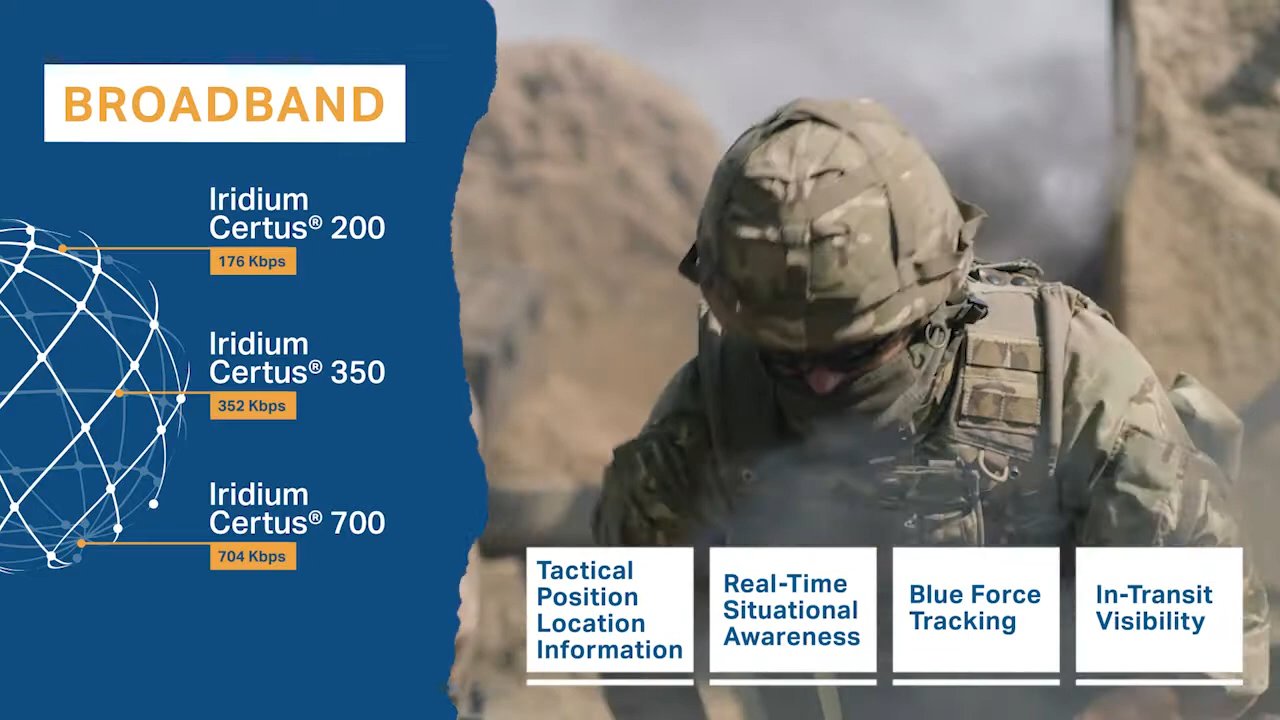 BROADBAND
Iridium
Certus® 200
176 Kbps
Iridium
Certus® 350
352 Kbps
Iridium
Certus® 700
704 Kbps
Tactical
Position
Location
Information
Real-Time
Situational
Awareness
Blue Force
Tracking
In-Transit
Visibility